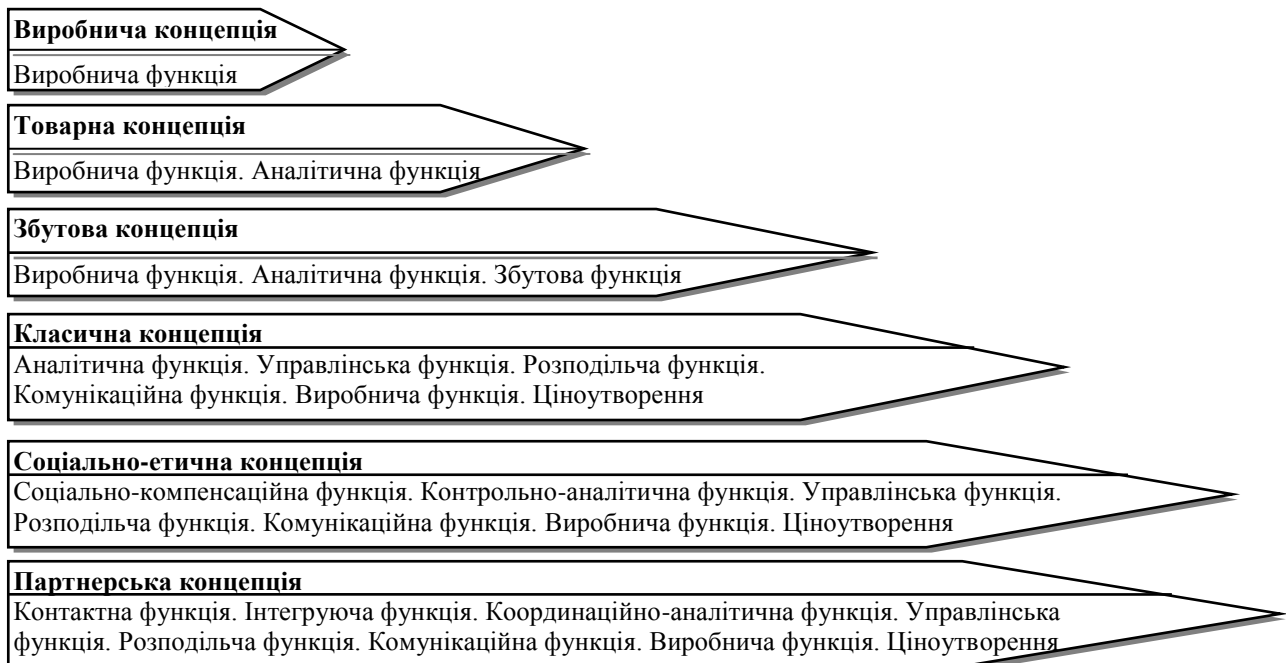 Виробнича концепція
Виробнича функція
Товарна концепція
Виробнича функція. Аналітична функція
Збутова концепція
Виробнича функція. Аналітична функція. Збутова функція
Класична концепція
Аналітична функція. Управлінська функція. Розподільча функція.
Комунікаційна функція. Виробнича функція. Ціноутворення
Соціально-етична концепція
Соціально-компенсаційна функція. Контрольно-аналітична функція. Управлінська функція.
Розподільча функція. Комунікаційна функція. Виробнича функція. Ціноутворення
Партнерська концепція
Контактна функція. Інтегруюча функція. Координаційно-аналітична функція. Управлінська
функція. Розподільча функція. Комунікаційна функція. Виробнича функція. Ціноутворення